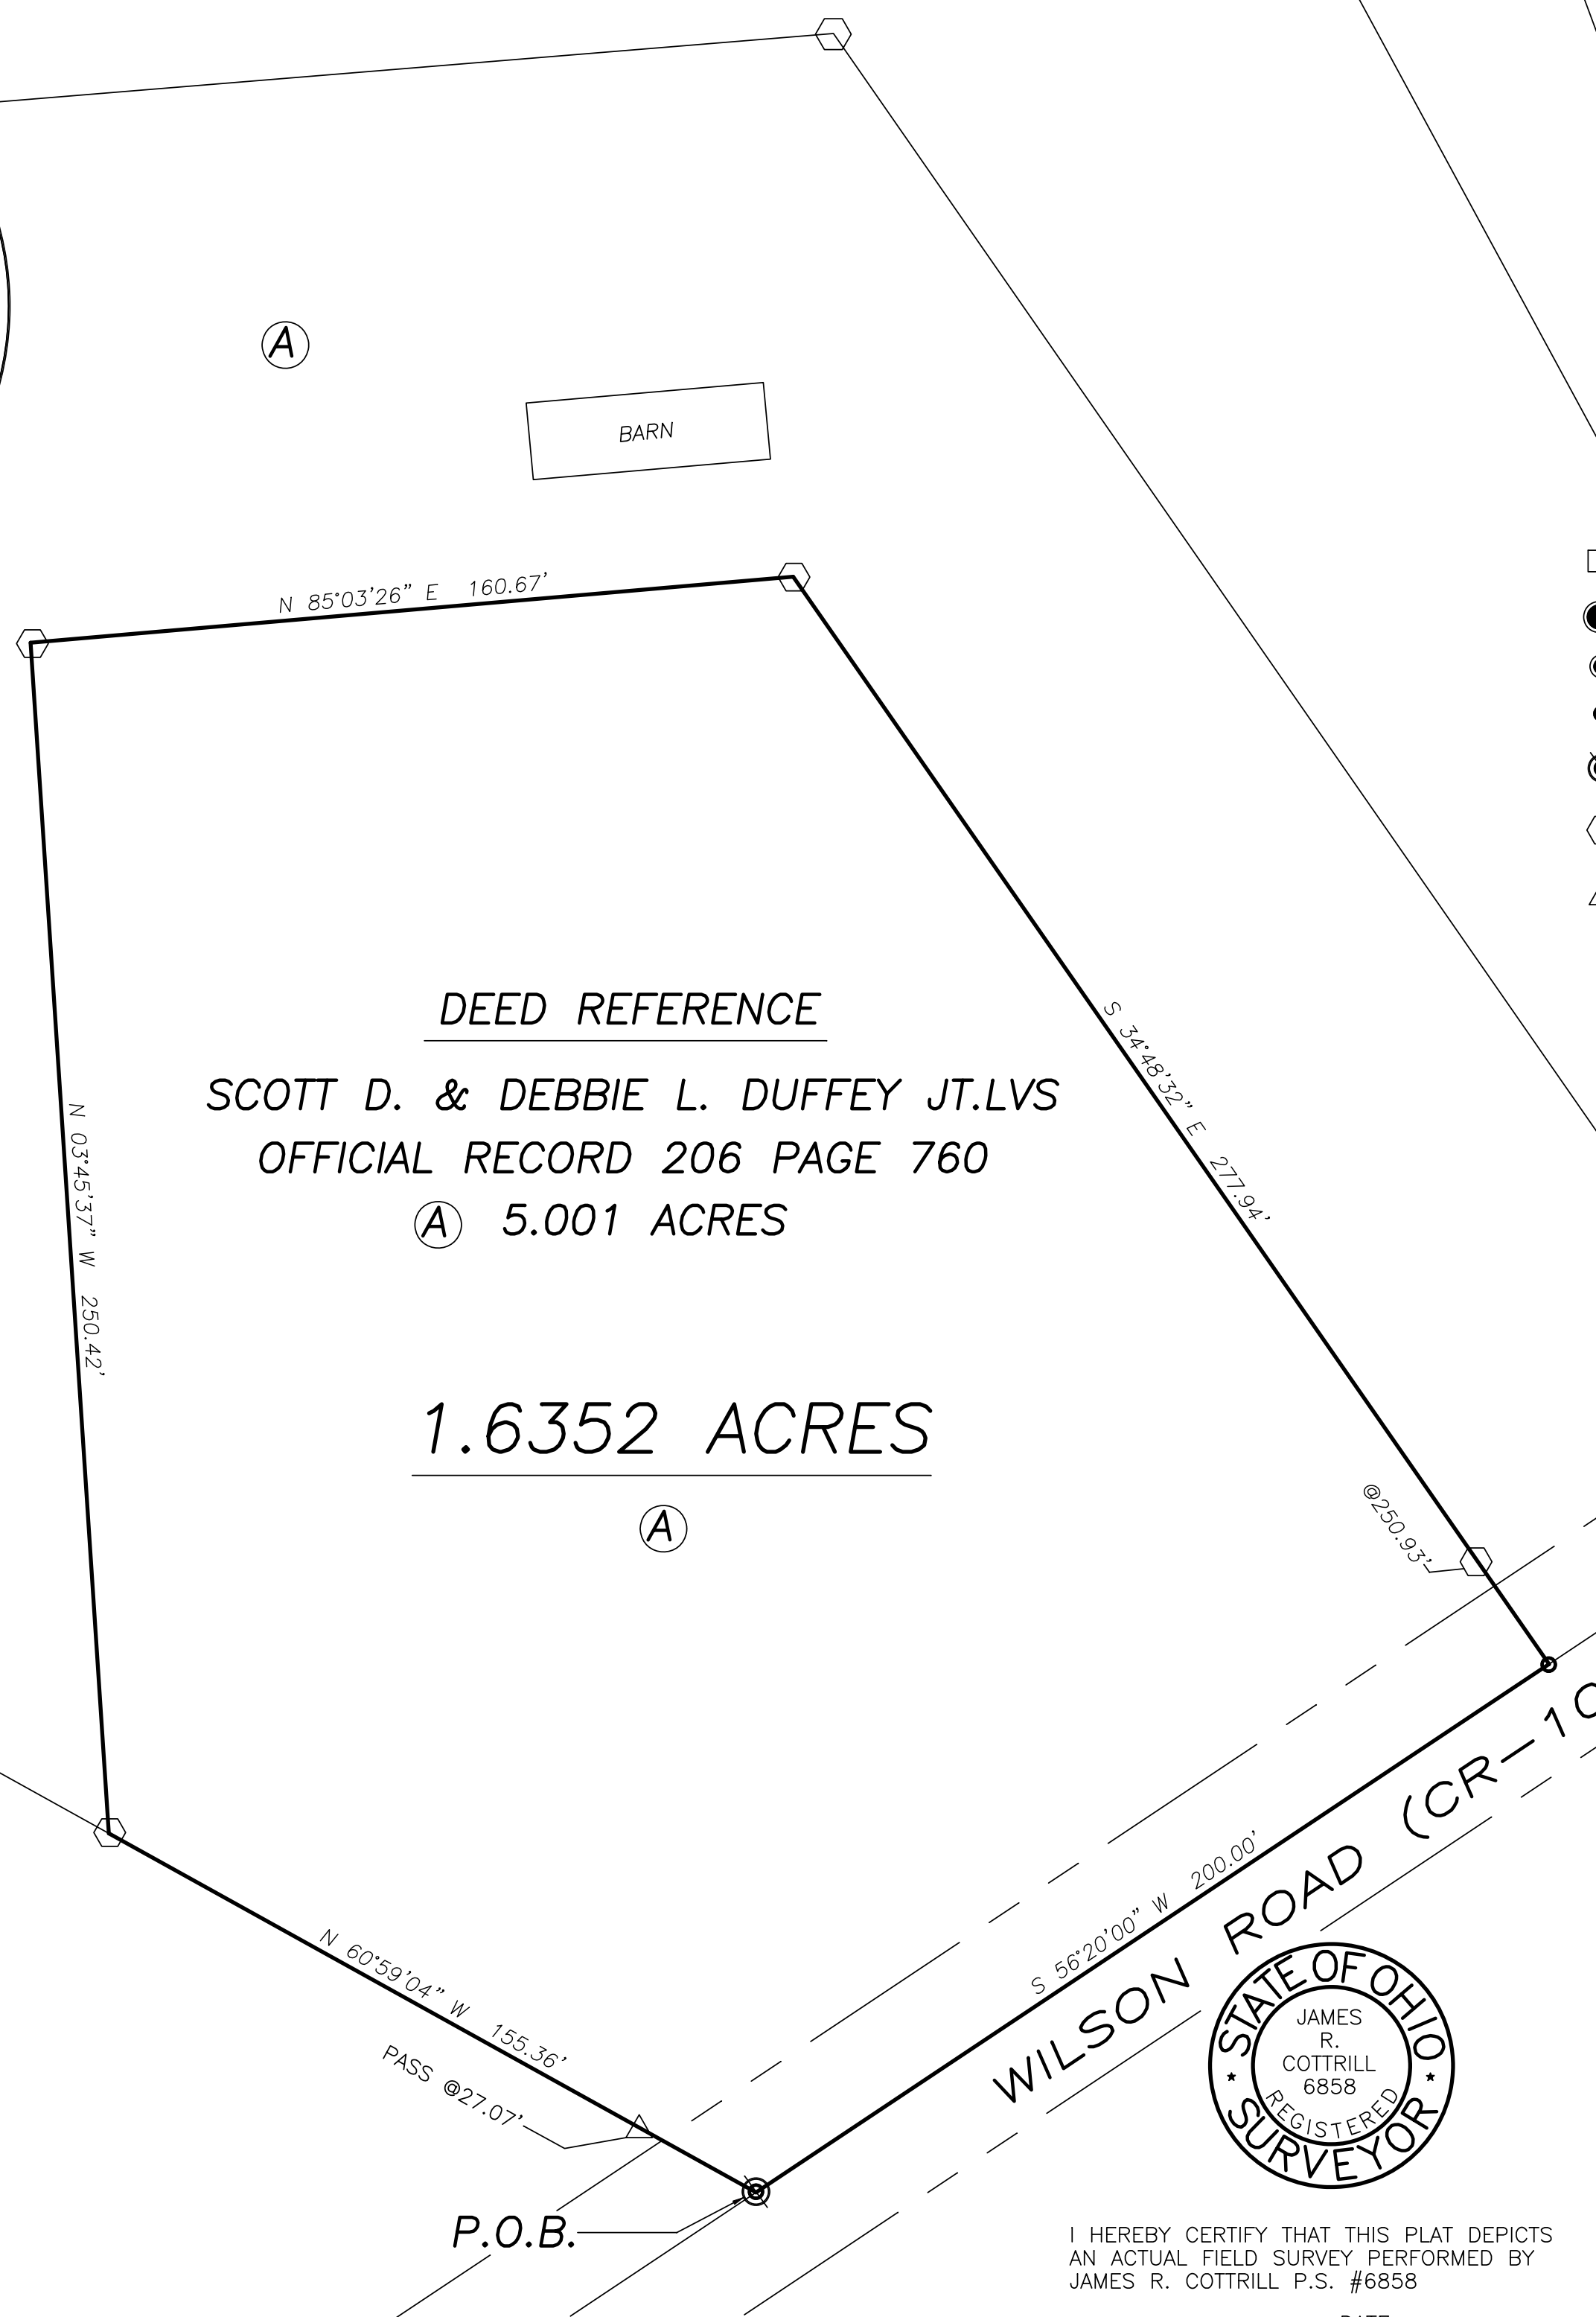 A
BARN
N 85°03'26" E 160.67'
DEED REFERENCE
SCOTT D. & DEBBIE L. DUFFEY JT.LVS
OFFICIAL RECORD 206 PAGE 760
A 5.001 ACRES
S 34°48'32" E 277.94'
N 03°45'37" W 250.42'
1.6352 ACRES
A
@250.93'
N 60°59'04" W 155.36'
PASS @27.07'
P.O.B.
S 56°20'00" W 200.00'
WILSON ROAD (CR-10
STATE OF OHIO
JAMES
R.
COTTRILL
6858
REGISTERED
SURVEYOR
I HEREBY CERTIFY THAT THIS PLAT DEPICTS
AN ACTUAL FIELD SURVEY PERFORMED BY
JAMES R. COTTRILL P.S. #6858